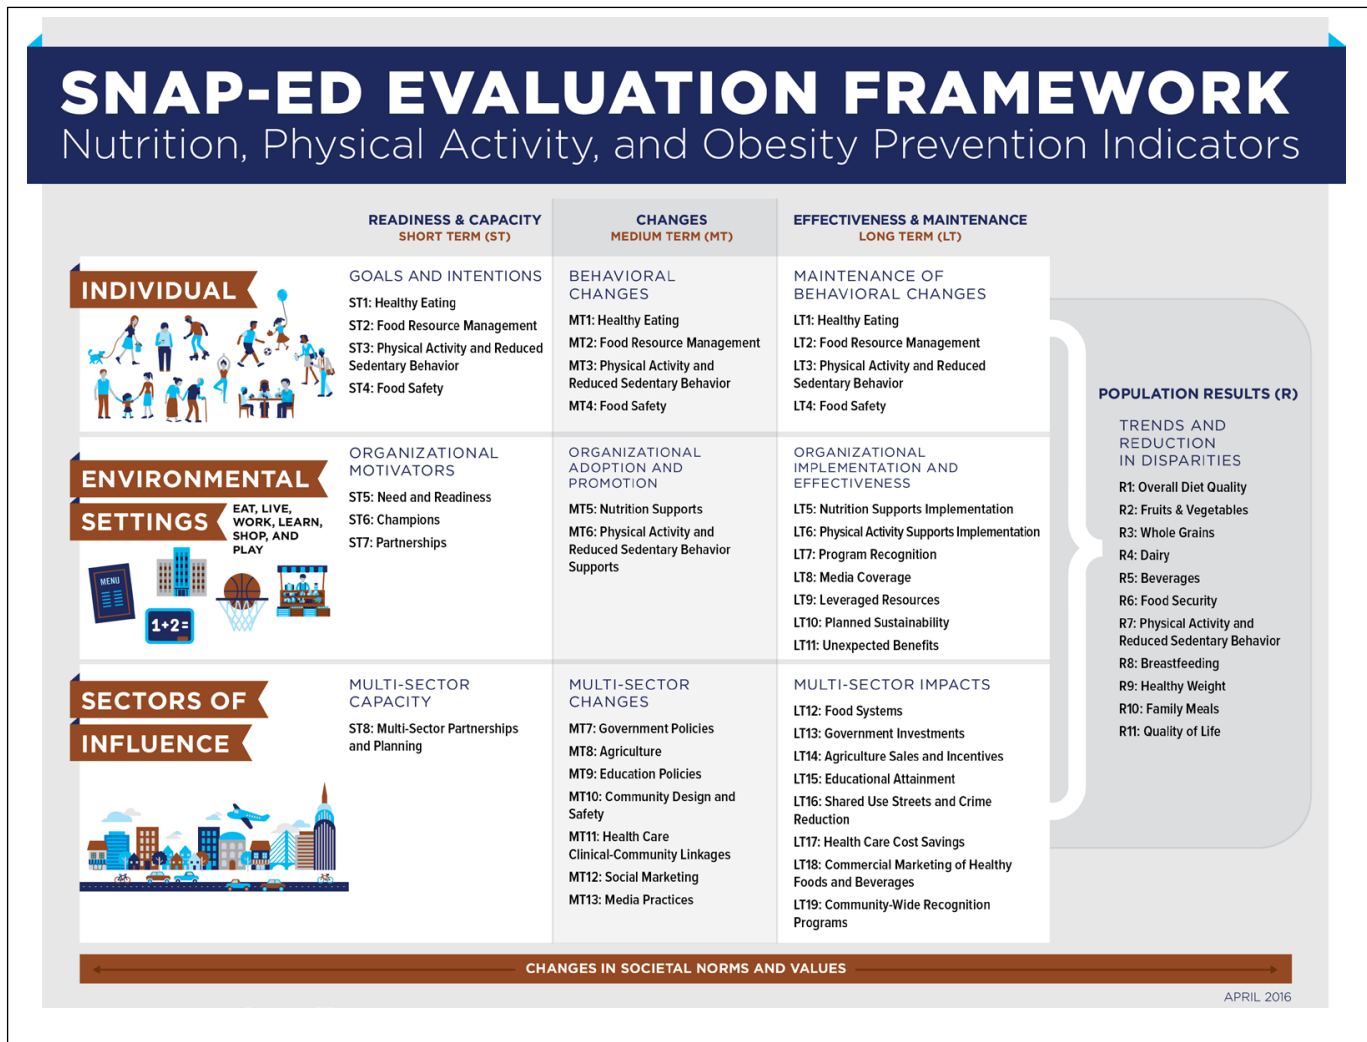 SNAP-ED EVALUATION FRAMEWORK
Nutrition, Physical Activity, and Obesity Prevention Indicators
READINESS & CAPACITY
SHORT TERM (ST)
CHANGES
MEDIUM TERM (MT)
EFFECTIVENESS & MAINTENANCE
LONG TERM (LT)
INDIVIDUAL
GOALS AND INTENTIONS
ST1: Healthy Eating
ST2: Food Resource Management
ST3: Physical Activity and Reduced
Sedentary Behavior
ST4: Food Safety
BEHAVIORAL
CHANGES
MT1: Healthy Eating
MT2: Food Resource Management
MT3: Physical Activity and
Reduced Sedentary Behavior
MT4: Food Safety
MAINTENANCE OF
BEHAVIORAL CHANGES
LT1: Healthy Eating
LT2: Food Resource Management
LT3: Physical Activity and Reduced
Sedentary Behavior
LT4: Food Safety
ENVIRONMENTAL
SETTINGS
EAT, LIVE,
WORK, LEARN,
SHOP, AND
PLAY
MENU
1+2=
ORGANIZATIONAL
MOTIVATORS
ST5: Need and Readiness
ST6: Champions
ST7: Partnerships
ORGANIZATIONAL
ADOPTION AND
PROMOTION
MT5: Nutrition Supports
MT6: Physical Activity and
Reduced Sedentary Behavior
Supports
ORGANIZATIONAL
IMPLEMENTATION AND
EFFECTIVENESS
LT5: Nutrition Supports Implementation
LT6: Physical Activity Supports Implementation
LT7: Program Recognition
LT8: Media Coverage
LT9: Leveraged Resources
LT10: Planned Sustainability
LT11: Unexpected Benefits
SECTORS OF
INFLUENCE
MULTI-SECTOR
CAPACITY
ST8: Multi-Sector Partnerships
and Planning
MULTI-SECTOR
CHANGES
MT7: Government Policies
MT8: Agriculture
MT9: Education Policies
MT10: Community Design and
Safety
MT11: Health Care
Clinical-Community Linkages
MT12: Social Marketing
MT13: Media Practices
MULTI-SECTOR IMPACTS
LT12: Food Systems
LT13: Government Investments
LT14: Agriculture Sales and Incentives
LT15: Educational Attainment
LT16: Shared Use Streets and Crime
Reduction
LT17: Health Care Cost Savings
LT18: Commercial Marketing of Healthy
Foods and Beverages
LT19: Community-Wide Recognition
Programs
POPULATION RESULTS (R)
TRENDS AND
REDUCTION
IN DISPARITIES
R1: Overall Diet Quality
R2: Fruits & Vegetables
R3: Whole Grains
R4: Dairy
R5: Beverages
R6: Food Security
R7: Physical Activity and
Reduced Sedentary Behavior
R8: Breastfeeding
R9: Healthy Weight
R10: Family Meals
R11: Quality of Life
CHANGES IN SOCIETAL NORMS AND VALUES
APRIL 2016